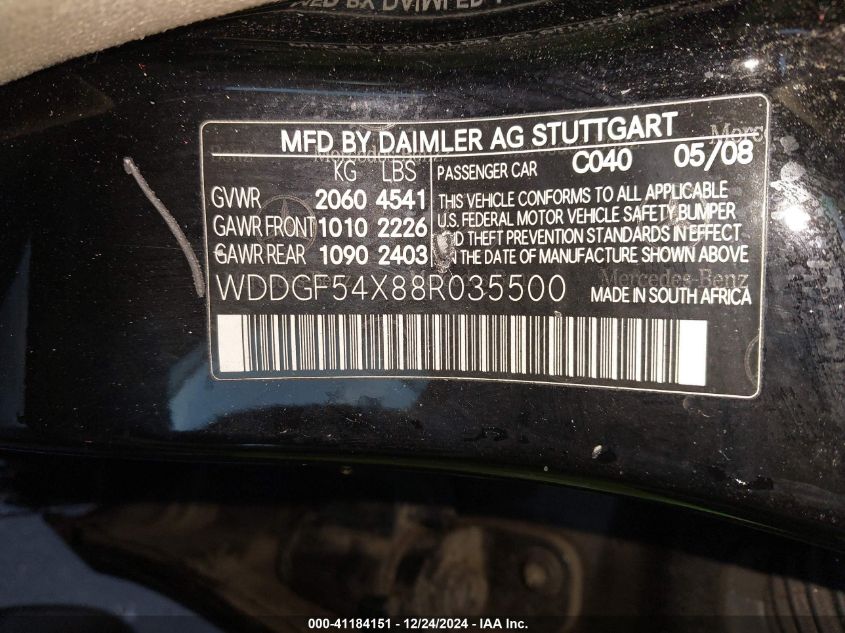 MFD BY DAIMLER AG STUTTGART
KG LBS
GVWR 2060 4541
GAWR FRONT 1010 2226
GAWR REAR 1090 2403
PASSENGER CAR C040 05/08
THIS VEHICLE CONFORMS TO ALL APPLICABLE
U.S. FEDERAL MOTOR VEHICLE SAFETY, BUMPER
THEFT PREVENTION STANDARDS IN EFFECT
ON THE DATE OF MANUFACTURE SHOWN ABOVE
WDDGF54X88R035500
Mercedes-Benz
MADE IN SOUTH AFRICA
000-41184151 - 12/24/2024 - IAA Inc.